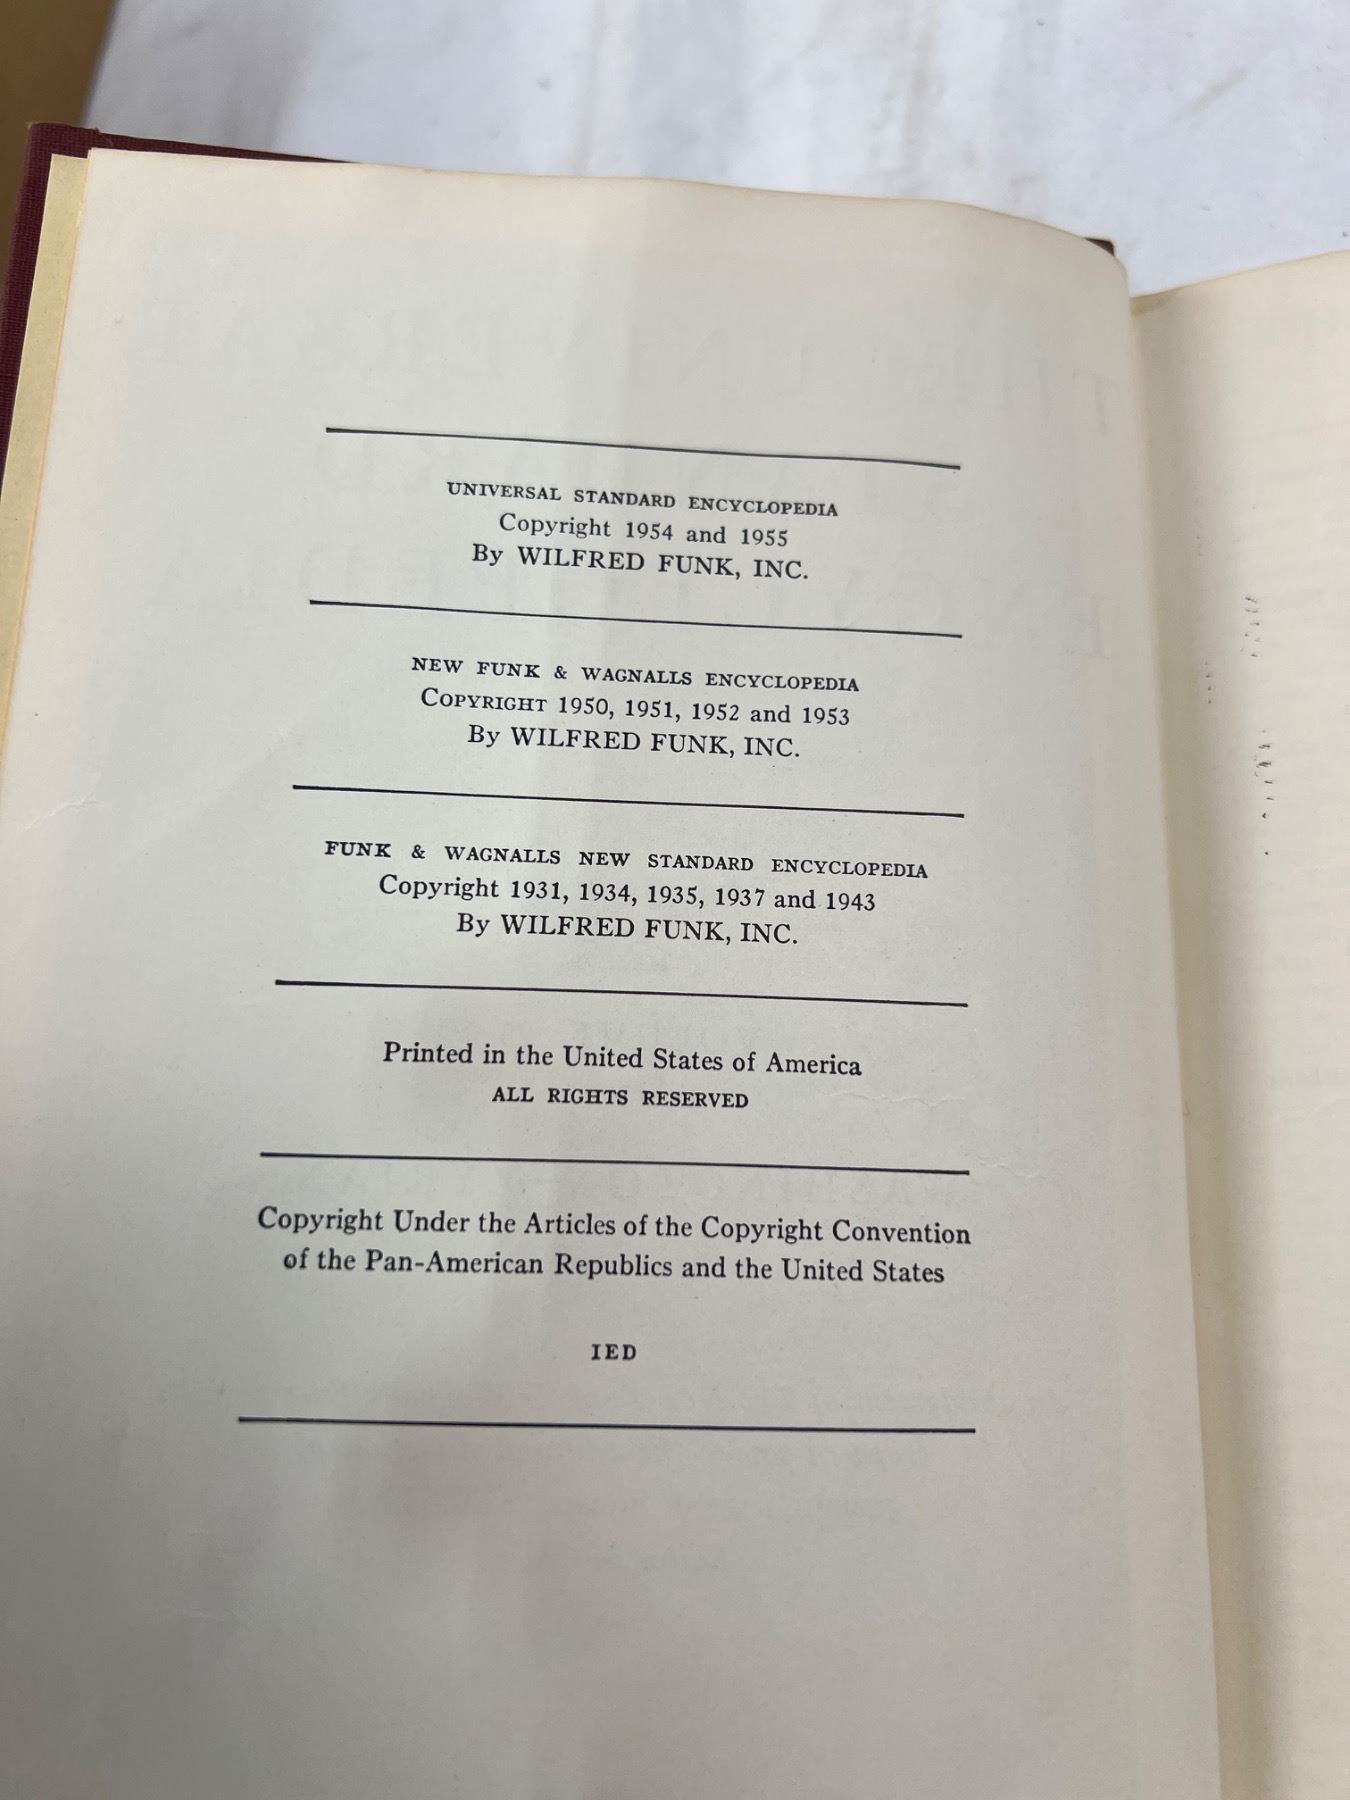 UNIVERSAL STANDARD ENCYCLOPEDIA
Copyright 1954 and 1955
By WILFRED FUNK, INC.
NEW FUNK & WAGNALLS ENCYCLOPEDIA
COPYRIGHT 1950, 1951, 1952 and 1953
By WILFRED FUNK, INC.
FUNK & WAGNALLS NEW STANDARD ENCYCLOPEDIA
Copyright 1931, 1934, 1935, 1937 and 1943
By WILFRED FUNK, INC.
Printed in the United States of America
ALL RIGHTS RESERVED
Copyright Under the Articles of the Copyright Convention
of the Pan-American Republics and the United States
IED